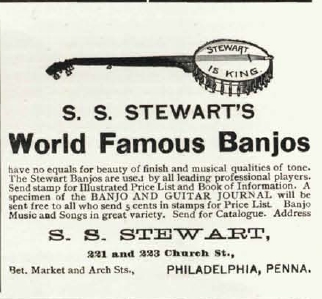 STEWART
IS KING.
S. S. STEWART'S
World Famous Banjos
have no equals for beauty of finish and musical qualities of tone.
The Stewart Banjos are used by all leading professional players.
Send stamp for Illustrated Price List and Book of Information. A
specimen of the BANJO AND GUITAR JOURNAL will be
sent free to all who send 5 cents in stamps for Price List. Banjo
Music and Songs in great variety. Send for Catalogue. Address
S. S. STEWART,
221 and 223 Church St.,
Bet. Market and Arch Sts., PHILADELPHIA, PENNA.